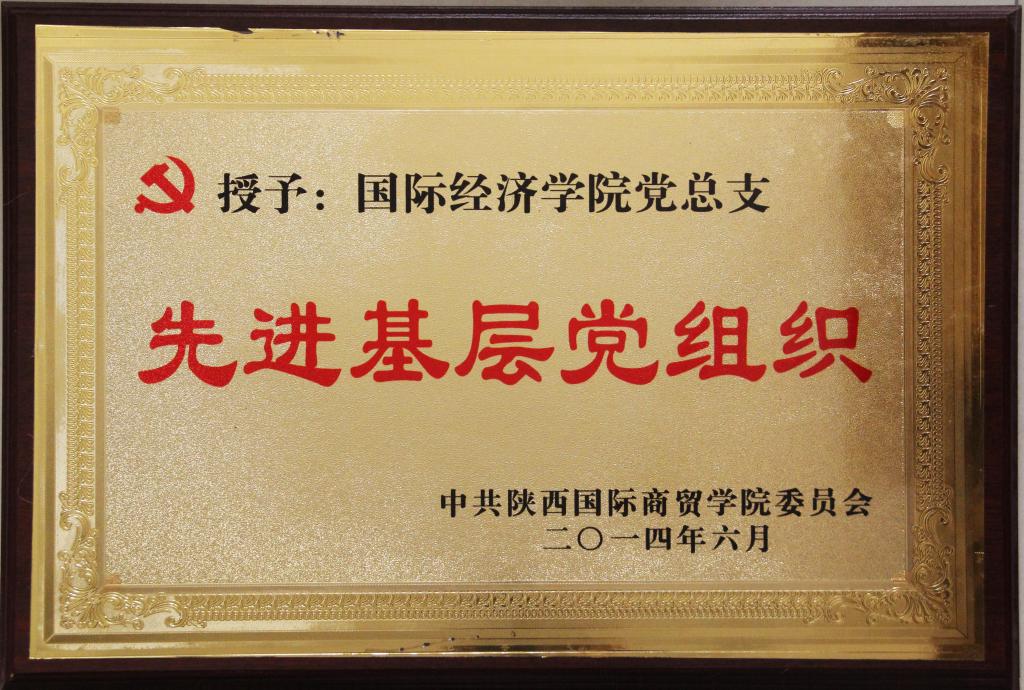 授予：国际经济学院党总支
先进基层党组织
中共陕西国际商贸学院委员会
二〇一四年六月